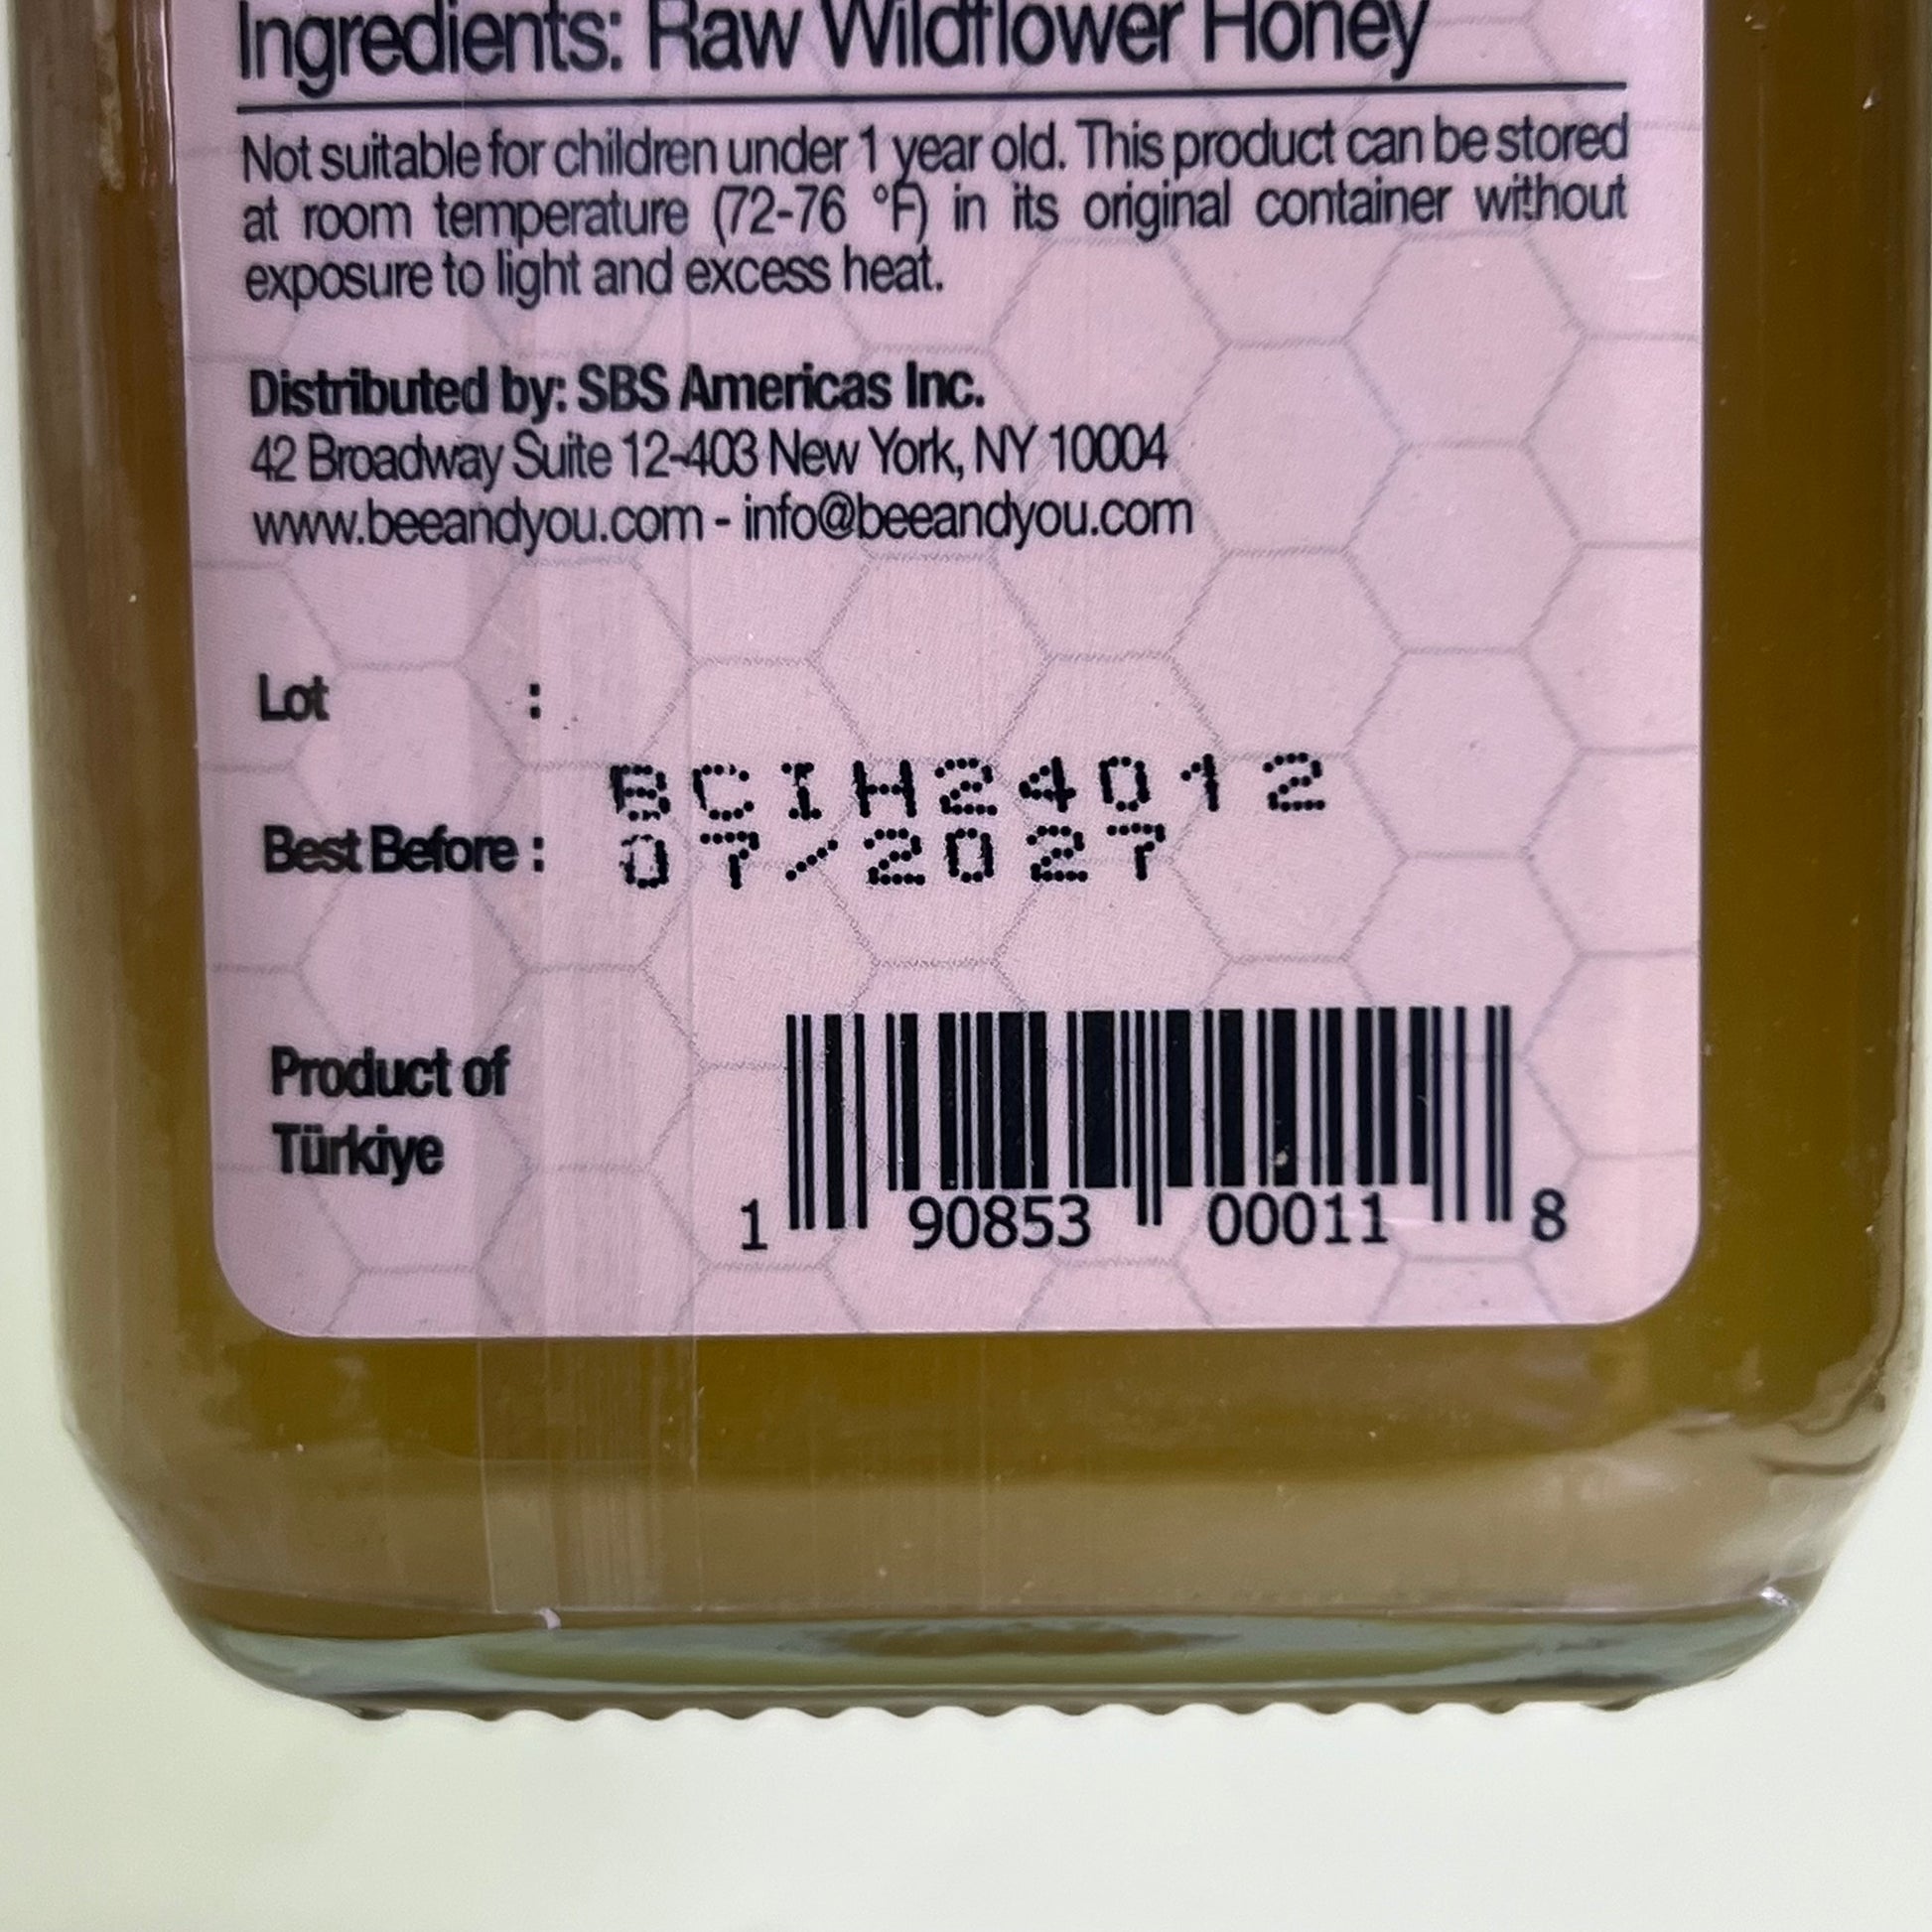 Ingredients: Raw Wildflower Honey
Not suitable for children under 1 year old. This product can be stored
at room temperature (72-76 °F) in its original container without
exposure to light and excess heat.
Distributed by: SBS Americas Inc.
42 Broadway Suite 12-403 New York, NY 10004
www.beeandyou.com - info@beeandyou.com
Lot :
BCIH24012
Best Before : 07/2027
Product of
Türkiye
1 90853 00011 8